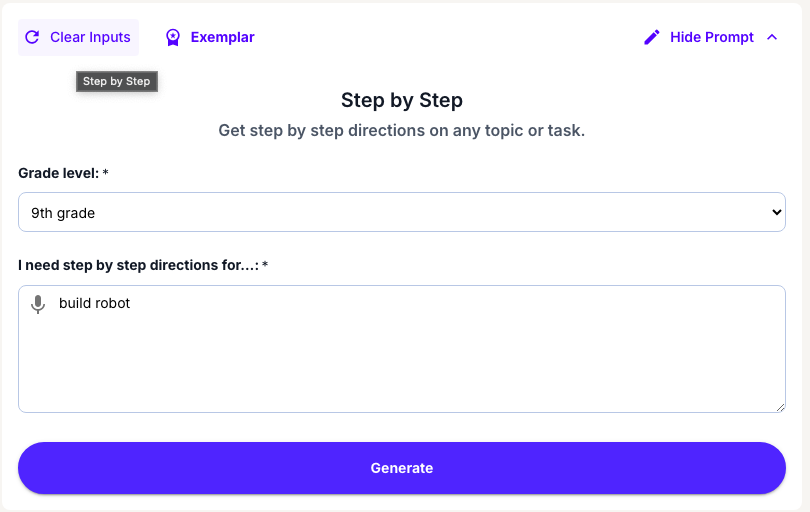 Clear Inputs
Exemplar
Hide Prompt
Step by Step
Step by Step
Get step by step directions on any topic or task.
Grade level: *
9th grade
I need step by step directions for...: *
build robot
Generate